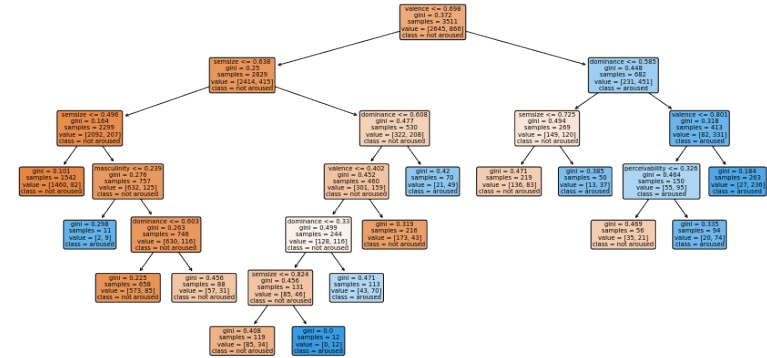 valence <= 0.698
gini = 0.372
samples = 3511
value = [2645, 866]
class = not aroused
semsize <= 0.638
gini = 0.25
samples = 2829
value = [2414, 415]
class = not aroused
dominance <= 0.585
gini = 0.448
samples = 682
value = [231, 451]
class = aroused
semsize <= 0.496
gini = 0.164
samples = 2299
value = [2092, 207]
class = not aroused
dominance <= 0.608
gini = 0.477
samples = 530
value = [322, 208]
class = not aroused
semsize <= 0.725
gini = 0.494
samples = 269
value = [149, 120]
class = not aroused
valence <= 0.801
gini = 0.318
samples = 413
value = [82, 331]
class = aroused
gini = 0.101
samples = 1542
value = [1460, 82]
class = not aroused
masculinity <= 0.239
gini = 0.276
samples = 757
value = [632, 125]
class = not aroused
valence <= 0.402
gini = 0.452
samples = 460
value = [301, 159]
class = not aroused
gini = 0.42
samples = 70
value = [21, 49]
class = aroused
gini = 0.471
samples = 219
value = [136, 83]
class = not aroused
gini = 0.385
samples = 50
value = [13, 37]
class = aroused
perceivability <= 0.326
gini = 0.464
samples = 150
value = [55, 95]
class = aroused
gini = 0.184
samples = 263
value = [27, 236]
class = aroused
gini = 0.298
samples = 11
value = [2, 9]
class = aroused
dominance <= 0.603
gini = 0.263
samples = 746
value = [630, 116]
class = not aroused
dominance <= 0.33
gini = 0.499
samples = 244
value = [128, 116]
class = not aroused
gini = 0.319
samples = 216
value = [173, 43]
class = not aroused
gini = 0.469
samples = 56
value = [35, 21]
class = not aroused
gini = 0.335
samples = 94
value = [20, 74]
class = aroused
gini = 0.225
samples = 658
value = [573, 85]
class = not aroused
gini = 0.456
samples = 88
value = [57, 31]
class = not aroused
semsize <= 0.824
gini = 0.456
samples = 131
value = [85, 46]
class = not aroused
gini = 0.471
samples = 113
value = [43, 70]
class = aroused
gini = 0.408
samples = 119
value = [85, 34]
class = not aroused
gini = 0.0
samples = 12
value = [0, 12]
class = aroused